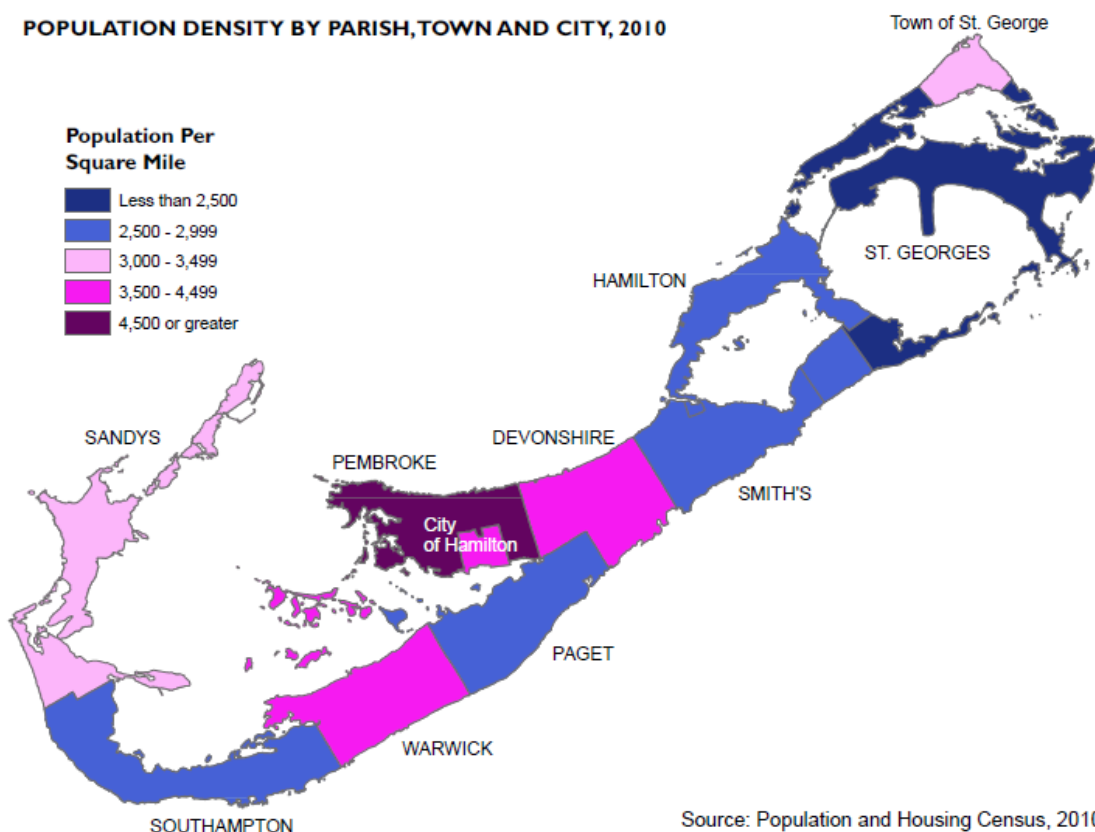 POPULATION DENSITY BY PARISH, TOWN AND CITY, 2010
Town of St. George
Population Per
Square Mile
Less than 2,500
2,500 - 2,999
3,000 - 3,499
3,500 - 4,499
4,500 or greater
ST. GEORGES
HAMILTON
SANDYS
DEVONSHIRE
PEMBROKE
SMITH'S
City
of Hamilton
PAGET
WARWICK
SOUTHAMPTON
Source: Population and Housing Census, 2010